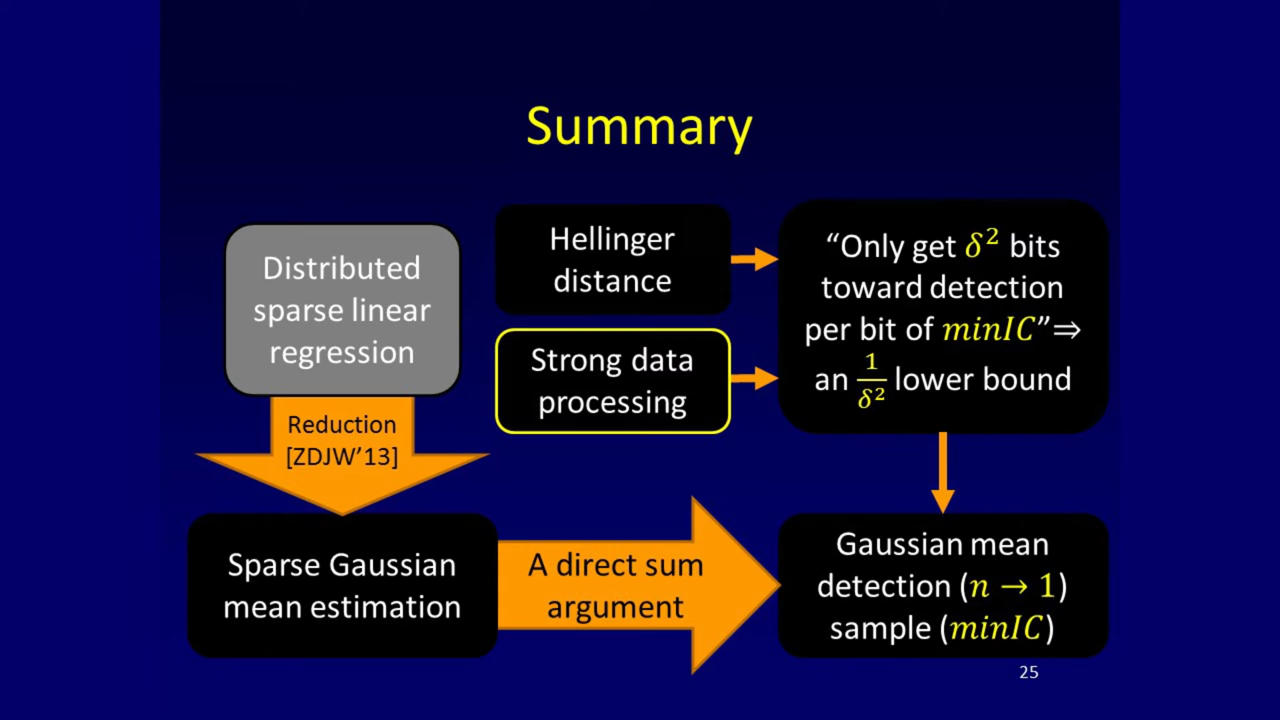 Summary
Distributed
sparse linear
regression
Reduction
[ZDJW’13]
Sparse Gaussian
mean estimation
Hellinger
distance
Strong data
processing
A direct sum
argument
“Only get δ² bits
toward detection
per bit of minIC”⇒
an 1/δ² lower bound
Gaussian mean
detection (n → 1)
sample (minIC)
25